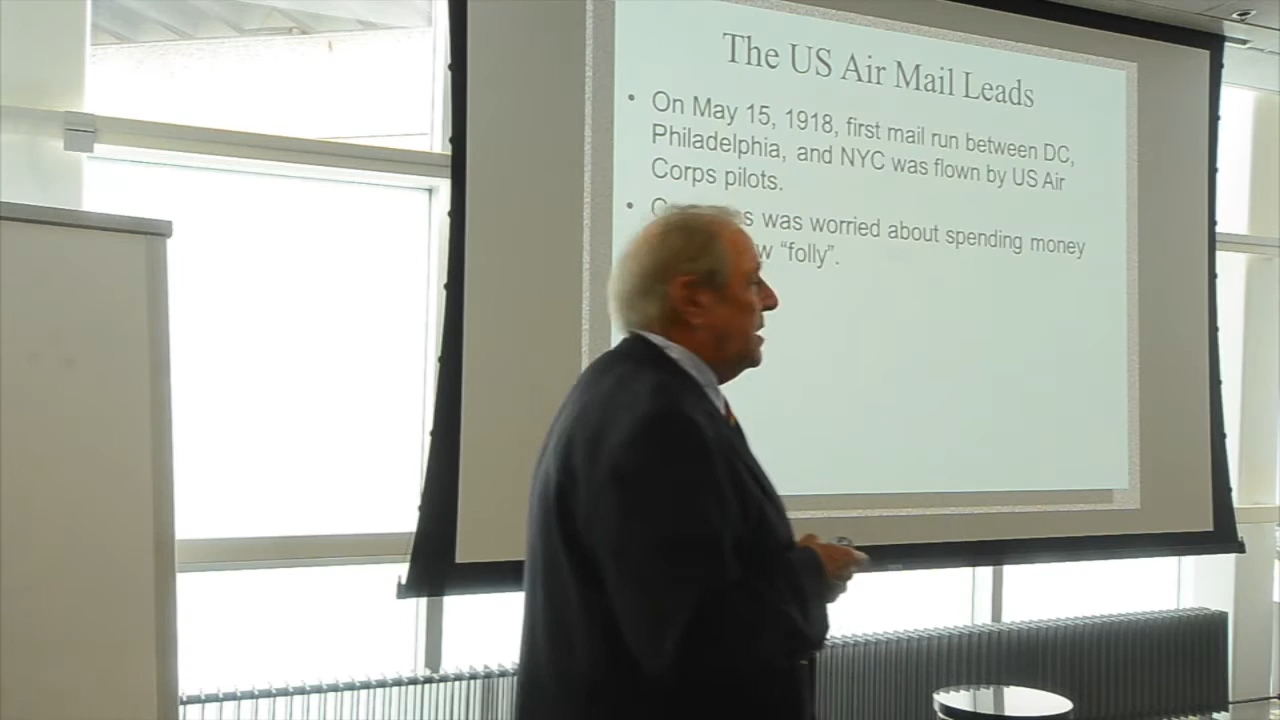 The US Air Mail Leads
• On May 15, 1918, first mail run between DC,
Philadelphia, and NYC was flown by US Air
Corps pilots.
• was worried about spending money
"folly".